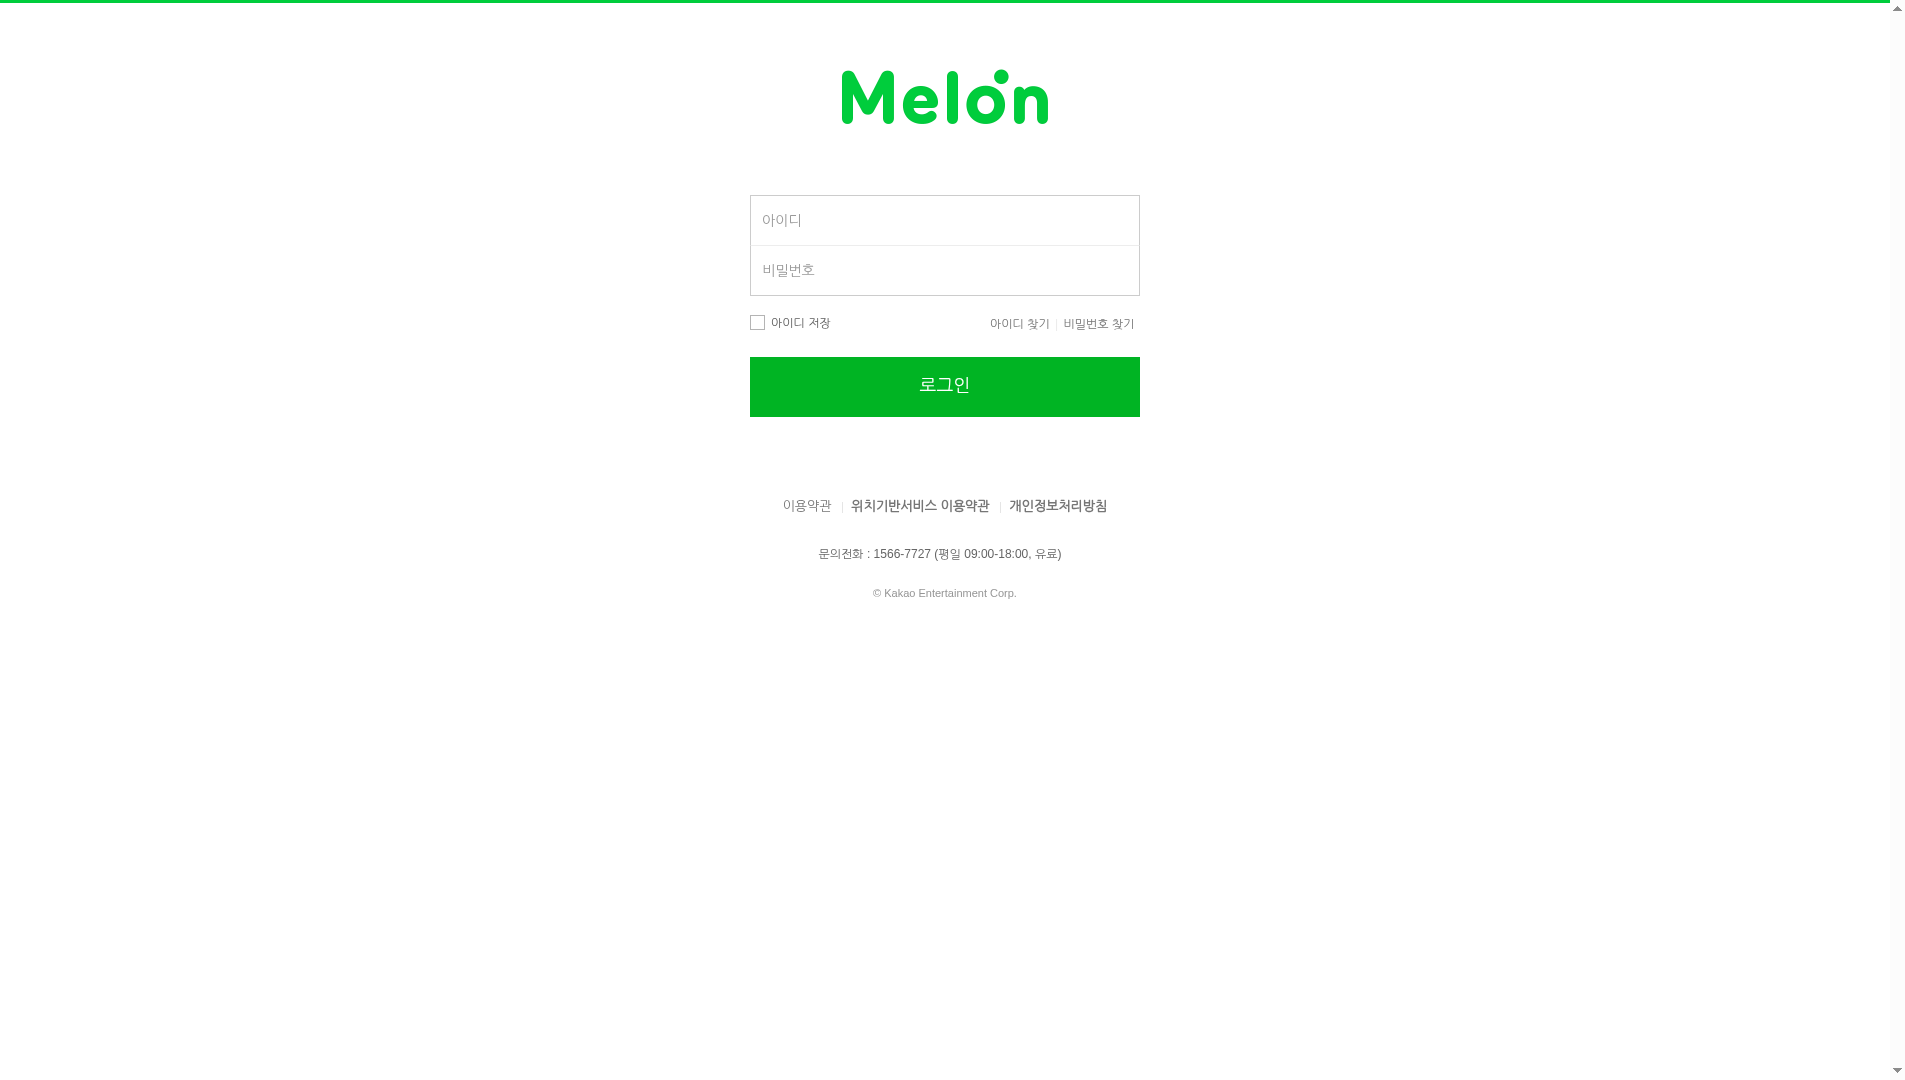 Melon
아이디
비밀번호
아이디 저장
아이디 찾기
비밀번호 찾기
로그인
이용약관
위치기반서비스 이용약관
개인정보처리방침
문의전화 : 1566-7727 (평일 09:00-18:00, 유료)
© Kakao Entertainment Corp.